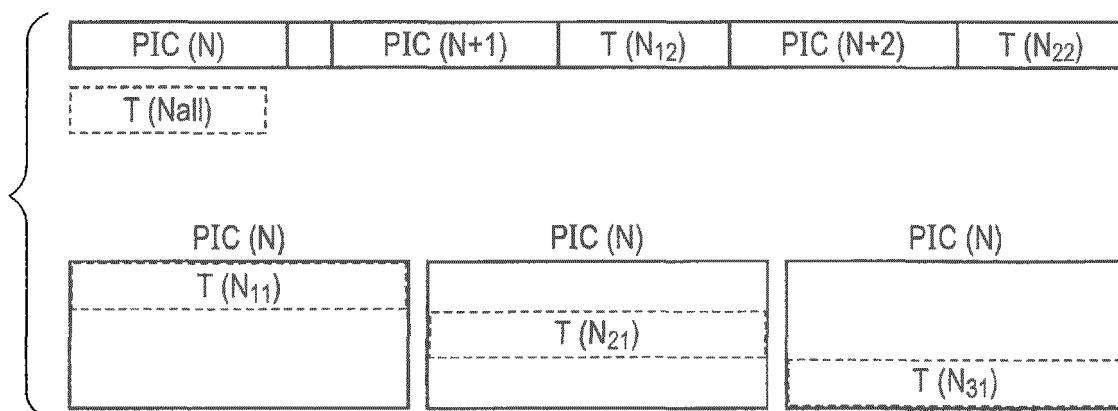 PIC (N) PIC (N+1) T (N₁₂) PIC (N+2) T (N₂₂)
T (Nall)
PIC (N) PIC (N) PIC (N)
T (N₁₁)
T (N₂₁)
T (N₃₁)